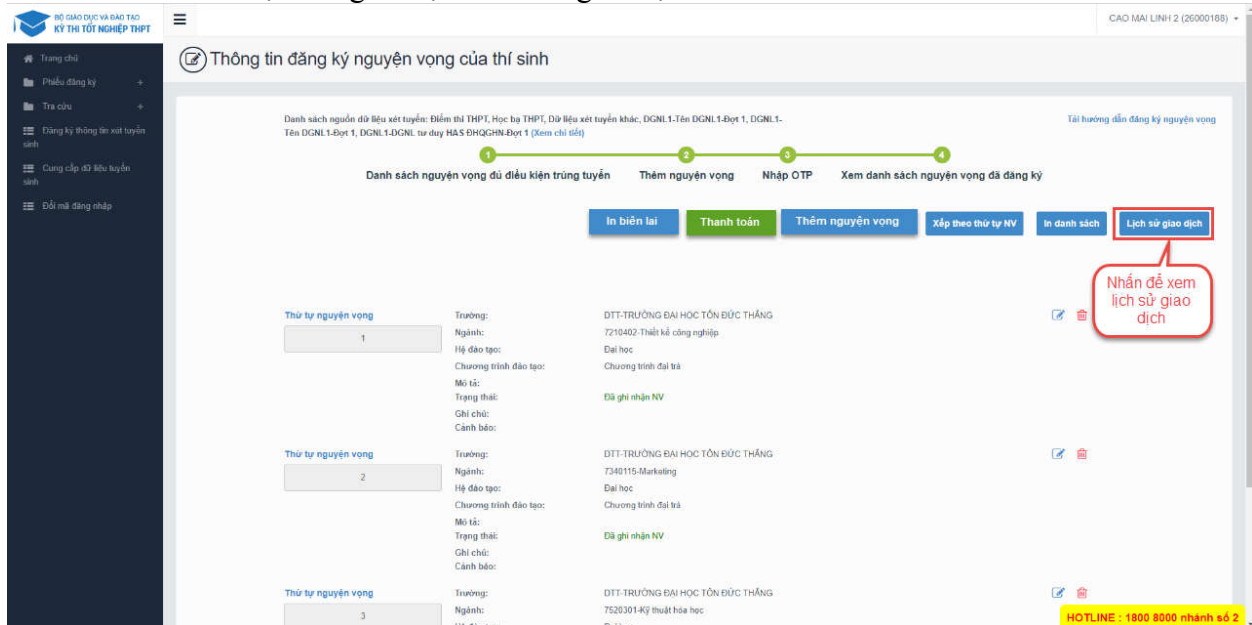 BỘ GIÁO DỤC VÀ ĐÀO TẠO
KỲ THI TỐT NGHIỆP THPT
CAO MAI LINH 2 (26000188)
Trang chủ
Phiếu đăng ký +
Tra cứu +
Đăng ký thông tin xét tuyển
sinh
Cung cấp dữ liệu tuyển
sinh
Đổi mã đăng nhập
Thông tin đăng ký nguyện vọng của thí sinh
Danh sách nguồn dữ liệu xét tuyển: Điểm thi THPT, Học bạ THPT, Dữ liệu xét tuyển khác, DGNL1-Tên DGNL1-Đợt 1, DGNL1-
Tên DGNL1-Đợt 1, DGNL1-DGNL tư duy HAS ĐHQGHN-Đợt 1 (Xem chi tiết)
Tải hướng dẫn đăng ký nguyện vọng
1 2 3 4
Danh sách nguyện vọng đủ điều kiện trúng tuyển Thêm nguyện vọng Nhập OTP Xem danh sách nguyện vọng đã đăng ký
In biên lai Thanh toán Thêm nguyện vọng Xếp theo thứ tự NV In danh sách Lịch sử giao dịch
Nhấn để xem
lịch sử giao
dịch
Thứ tự nguyện vọng
1
Trường: DTT-TRƯỜNG ĐẠI HỌC TÔN ĐỨC THẮNG
Ngành: 7210402-Thiết kế công nghiệp
Hệ đào tạo: Đại học
Chương trình đào tạo: Chương trình đại trà
Mô tả:
Trạng thái: Đã ghi nhận NV
Ghi chú:
Cảnh báo:
Thứ tự nguyện vọng
2
Trường: DTT-TRƯỜNG ĐẠI HỌC TÔN ĐỨC THẮNG
Ngành: 7340115-Marketing
Hệ đào tạo: Đại học
Chương trình đào tạo: Chương trình đại trà
Mô tả:
Trạng thái: Đã ghi nhận NV
Ghi chú:
Cảnh báo:
Thứ tự nguyện vọng
3
Trường: DTT-TRƯỜNG ĐẠI HỌC TÔN ĐỨC THẮNG
Ngành: 7520301-Kỹ thuật hóa học
HOTLINE : 1800 8000 nhánh số 2